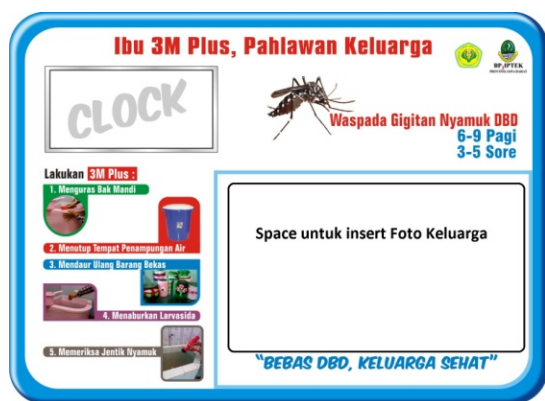 Ibu 3M Plus, Pahlawan Keluarga
BP3IPTEK
CLOCK
Waspada Gigitan Nyamuk DBD
6-9 Pagi
3-5 Sore
Lakukan 3M Plus :
1. Menguras Bak Mandi
2. Menutup Tempat Penampungan Air
3. Mendaur Ulang Barang Bekas
4. Menaburkan Larvasida
5. Memeriksa Jentik Nyamuk
Space untuk insert Foto Keluarga
"BEBAS DBD, KELUARGA SEHAT"